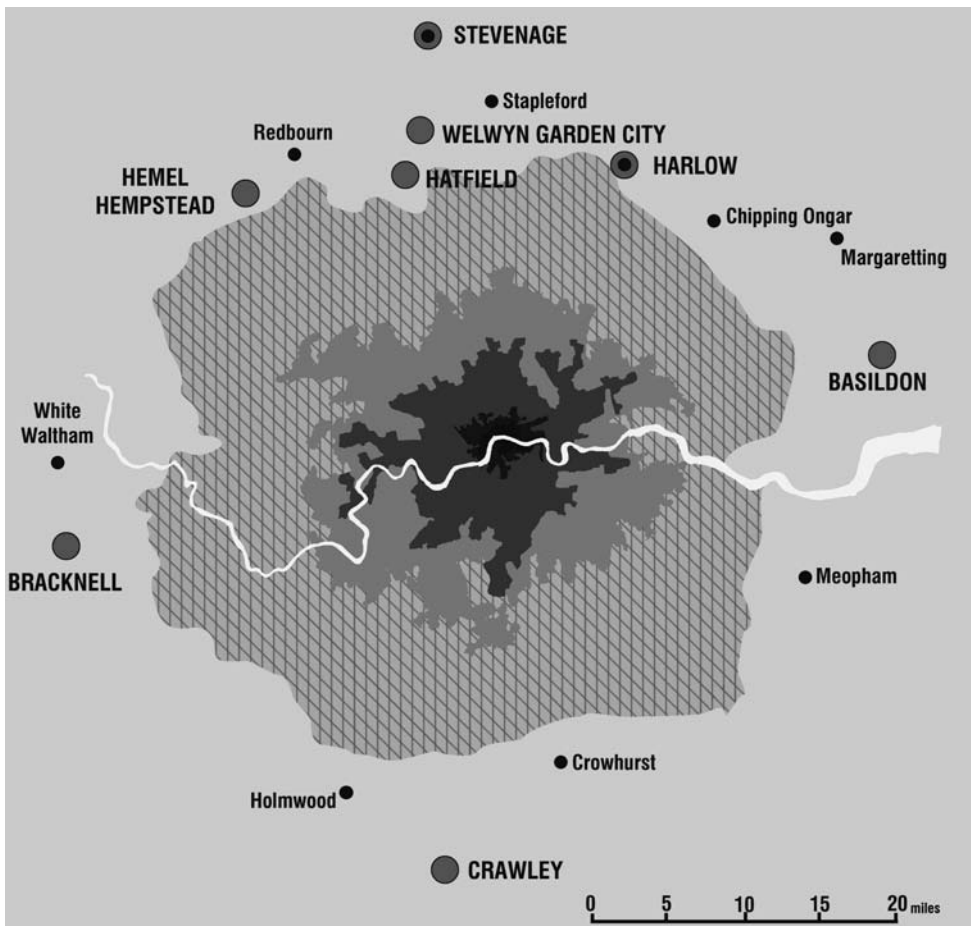 STEVENAGE
Stapleford
WELWYN GARDEN CITY
Redbourn
HATFIELD
HARLOW
HEMEL
HEMPSTEAD
Chipping Ongar
Margaretting
BASILDON
White
Waltham
BRACKNELL
Meopham
Crowhurst
Holmwood
CRAWLEY
0 5 10 15 20 miles